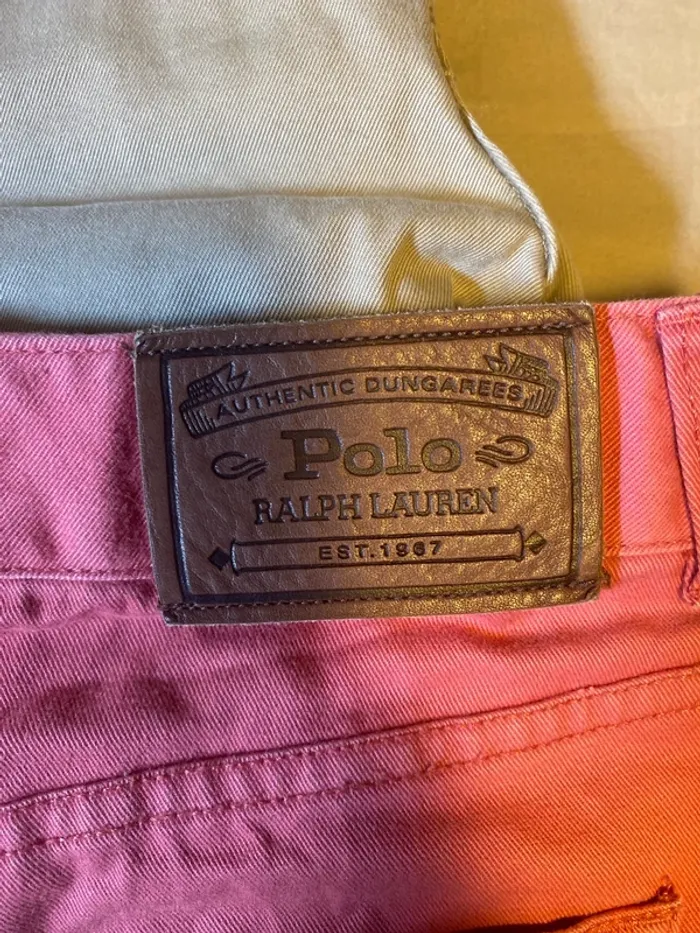 AUTHENTIC DUNGAREES
Polo
RALPH LAUREN
EST. 1967